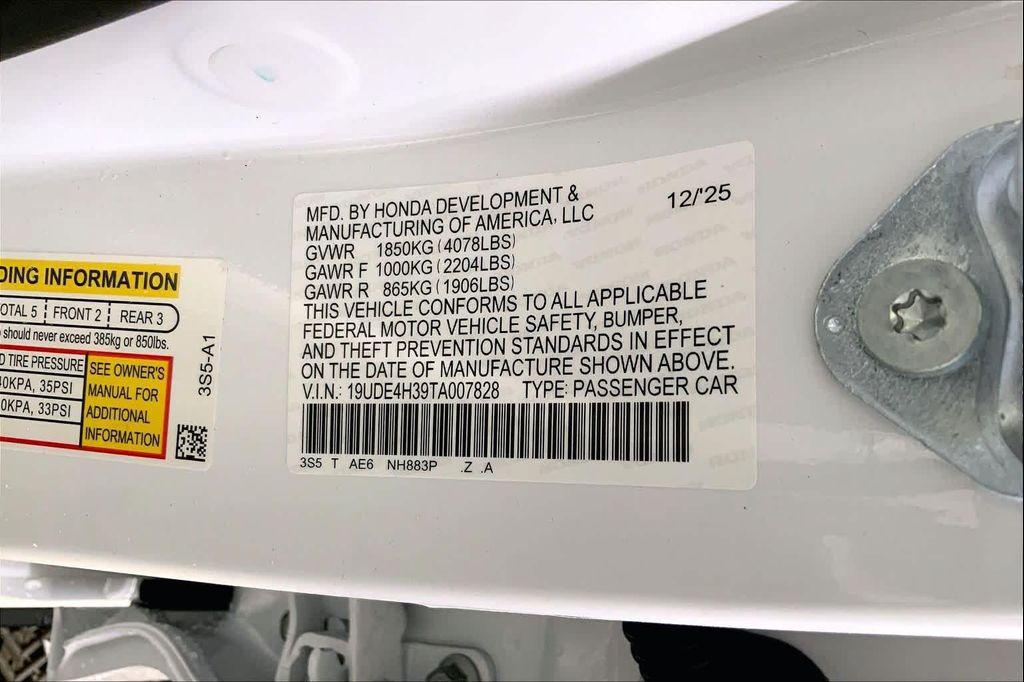 DING INFORMATION
OTAL 5 FRONT 2 REAR 3
should never exceed 385kg or 850lbs.
TIRE PRESSURE
SEE OWNER'S
MANUAL FOR
ADDITIONAL
INFORMATION
40KPA, 35PSI
0KPA, 33PSI
3S5-A1
MFD. BY HONDA DEVELOPMENT & 12/'25
MANUFACTURING OF AMERICA, LLC
GVWR 1850KG (4078LBS)
GAWR F 1000KG (2204LBS)
GAWR R 865KG (1906LBS)
THIS VEHICLE CONFORMS TO ALL APPLICABLE
FEDERAL MOTOR VEHICLE SAFETY, BUMPER,
AND THEFT PREVENTION STANDARDS IN EFFECT
ON THE DATE OF MANUFACTURE SHOWN ABOVE.
V.I.N.: 19UDE4H39TA007828 TYPE: PASSENGER CAR
3S5 T AE6 NH883P .Z .A